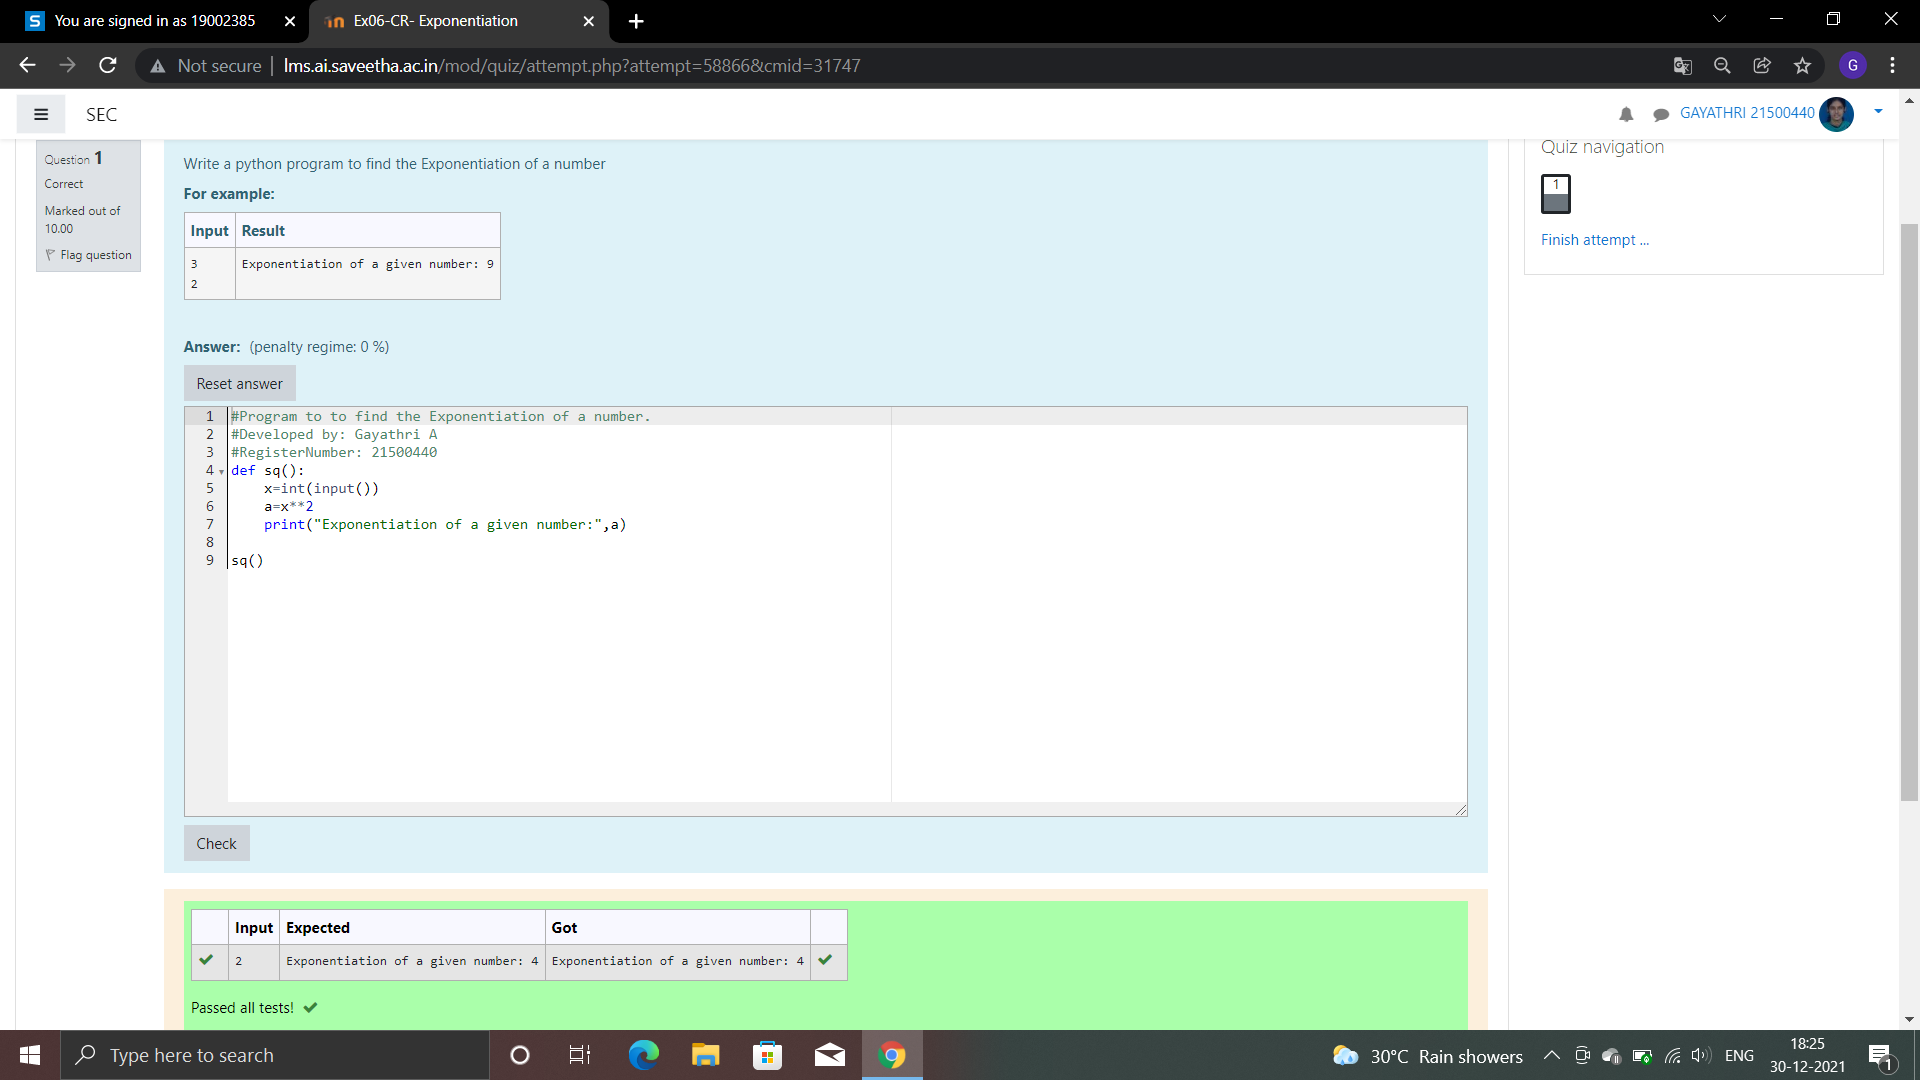 You are signed in as 19002385
Ex06-CR- Exponentiation
Not secure | lms.ai.saveetha.ac.in/mod/quiz/attempt.php?attempt=58866&cmid=31747
G
SEC
GAYATHRI 21500440
Question 1
Correct
Marked out of
10.00
Flag question
Write a python program to find the Exponentiation of a number
For example:
Input Result
3 Exponentiation of a given number: 9
2
Answer: (penalty regime: 0 %)
Reset answer
1 #Program to to find the Exponentiation of a number.
2 #Developed by: Gayathri A
3 #RegisterNumber: 21500440
4 def sq():
5     x=int(input())
6     a=x**2
7     print("Exponentiation of a given number:",a)
8
9 sq()
Check
Input Expected Got
2 Exponentiation of a given number: 4 Exponentiation of a given number: 4
Passed all tests!
Quiz navigation
1
Finish attempt ...
Type here to search
30°C Rain showers
ENG
18:25
30-12-2021
1